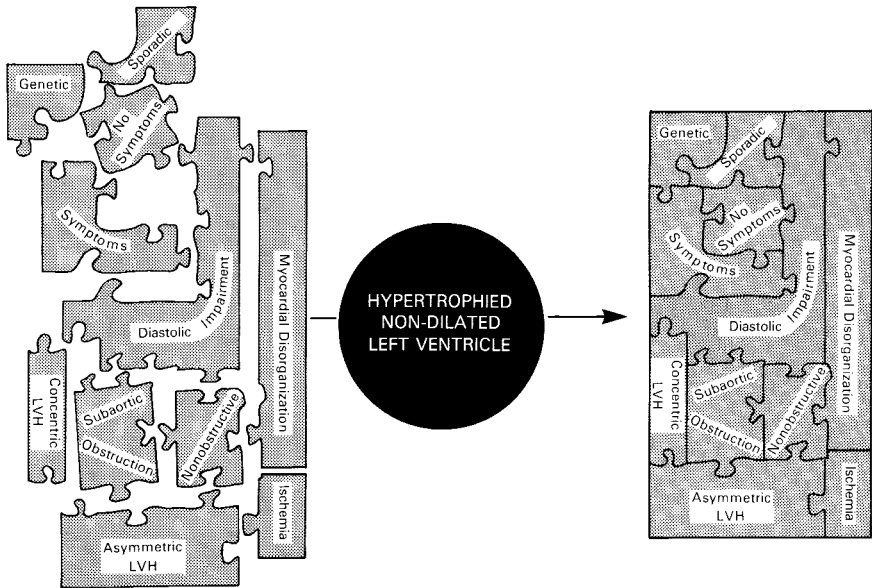 Genetic
Sporadic
No
Symptoms
Symptoms
Diastolic
Impairment
Myocardial Disorganization
Concentric
LVH
Subaortic
Obstruction
Nonobstructive
Asymmetric
LVH
Ischemia
HYPERTROPHIED
NON-DILATED
LEFT VENTRICLE
Genetic
Sporadic
No
Symptoms
Symptoms
Diastolic
Impairment
Myocardial Disorganization
Concentric
LVH
Subaortic
Obstruction
Nonobstructive
Asymmetric
LVH
Ischemia